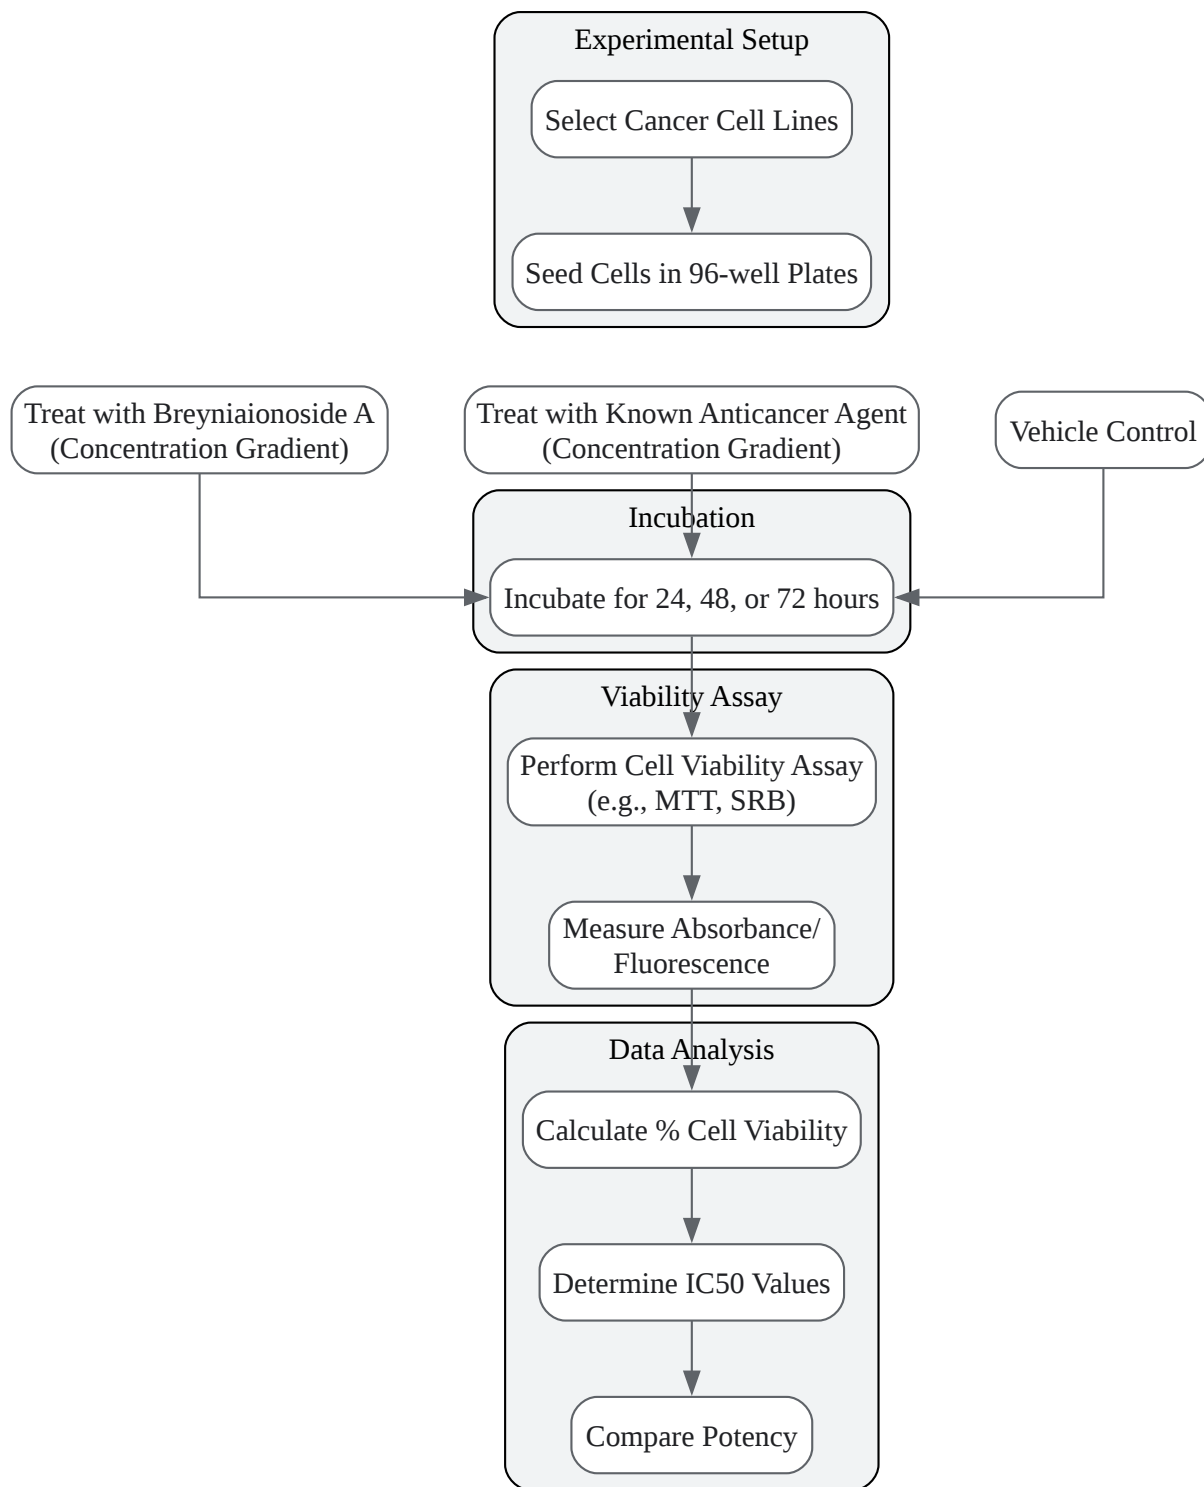 Experimental Setup
Select Cancer Cell Lines
Seed Cells in 96-well Plates
Treat with Breyniaionoside A
(Concentration Gradient)
Treat with Known Anticancer Agent
(Concentration Gradient)
Vehicle Control
Incubation
Incubate for 24, 48, or 72 hours
Viability Assay
Perform Cell Viability Assay
(e.g., MTT, SRB)
Measure Absorbance/
Fluorescence
Data Analysis
Calculate % Cell Viability
Determine IC50 Values
Compare Potency